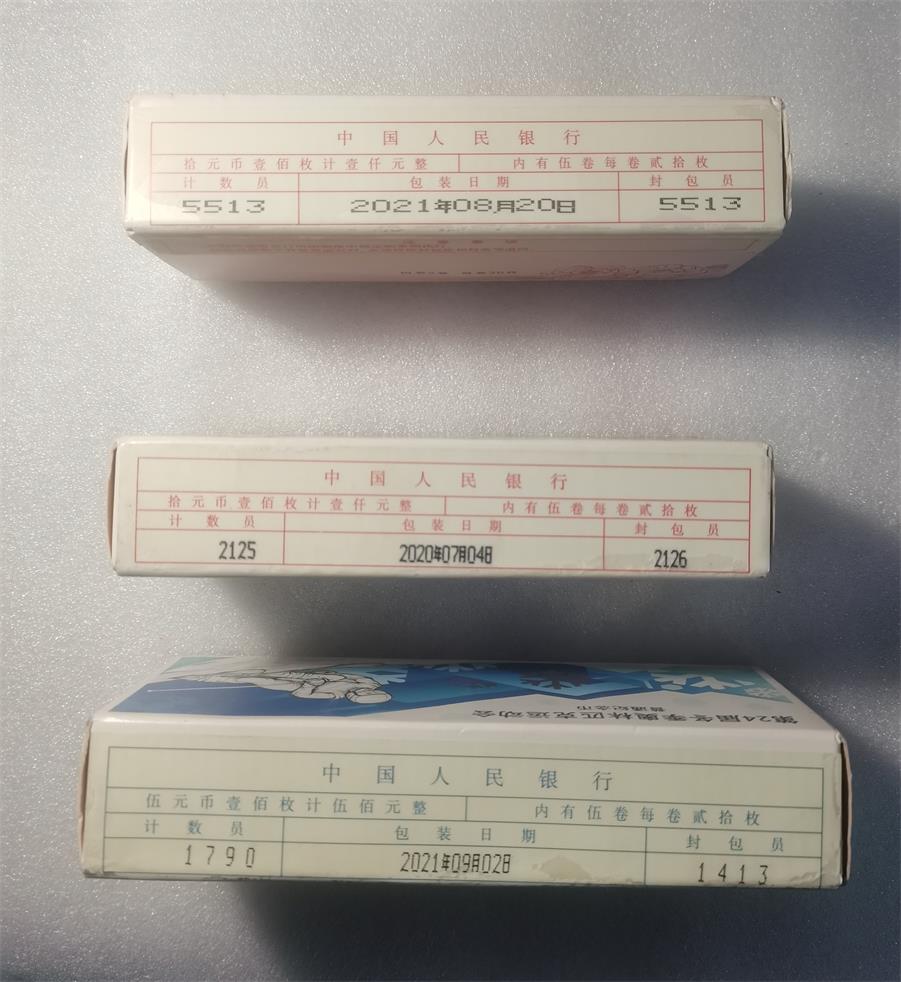 中国人民银行
拾元币壹佰枚计壹仟元整 内有伍卷每卷贰拾枚
计数员 包装日期 封包员
5513 2021年08月20日 5513
中国人民银行
拾元币壹佰枚计壹仟元整 内有伍卷每卷贰拾枚
计数员 包装日期 封包员
2125 2020年07月04日 2126
第24届冬季奥林匹克运动会
普通纪念币
中国人民银行
伍元币壹佰枚计伍佰元整 内有伍卷每卷贰拾枚
计数员 包装日期 封包员
1790 2021年09月02日 1413